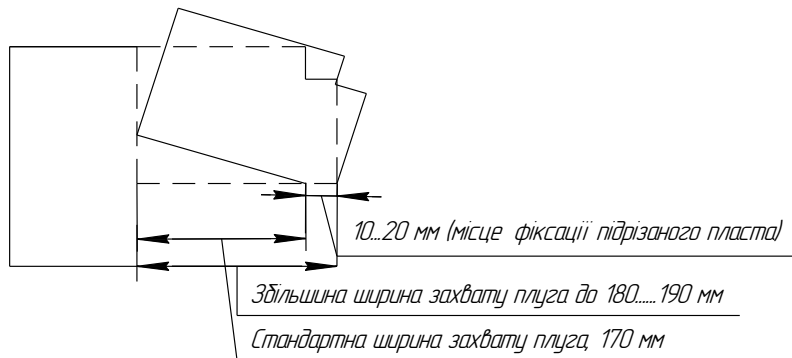 10...20 мм (місце фіксації підрізаного пласта)
Збільшина ширина захвату плуга до 180.....190 мм
Стандартна ширина захвату плуга, 170 мм